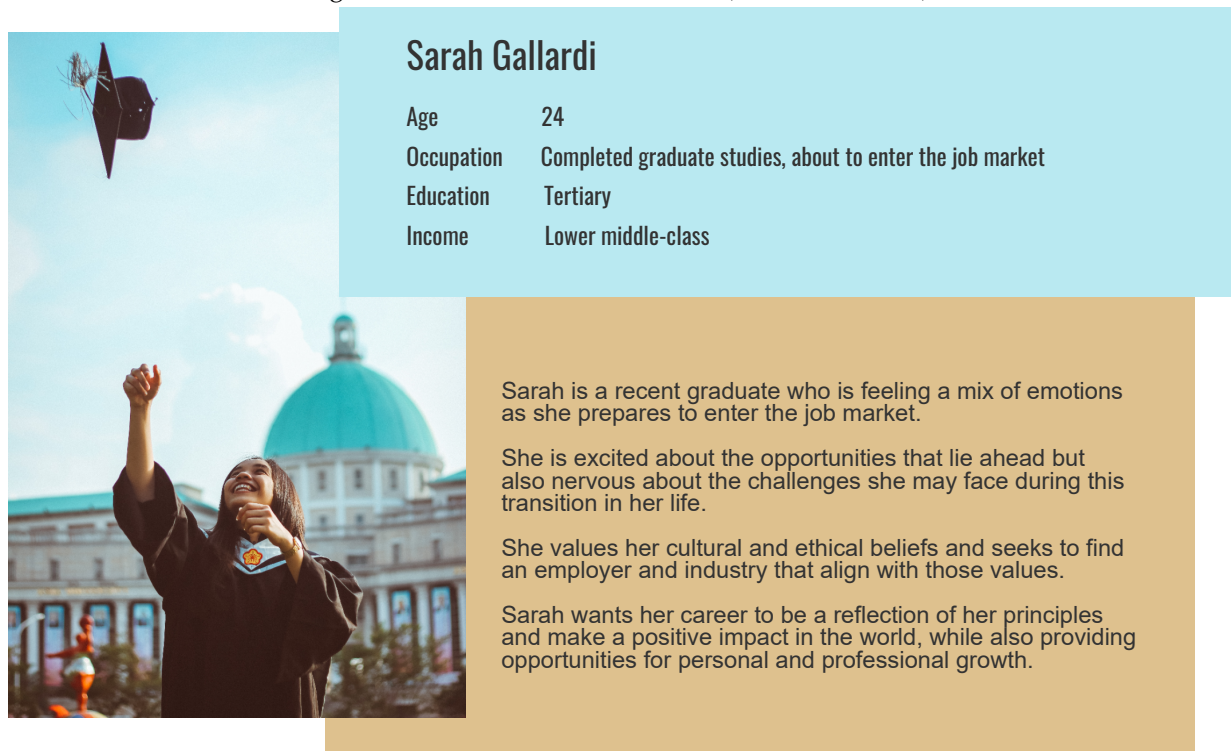 Sarah Gallardi
Age 24
Occupation Completed graduate studies, about to enter the job market
Education Tertiary
Income Lower middle-class
Sarah is a recent graduate who is feeling a mix of emotions
as she prepares to enter the job market.
She is excited about the opportunities that lie ahead but
also nervous about the challenges she may face during this
transition in her life.
She values her cultural and ethical beliefs and seeks to find
an employer and industry that align with those values.
Sarah wants her career to be a reflection of her principles
and make a positive impact in the world, while also providing
opportunities for personal and professional growth.